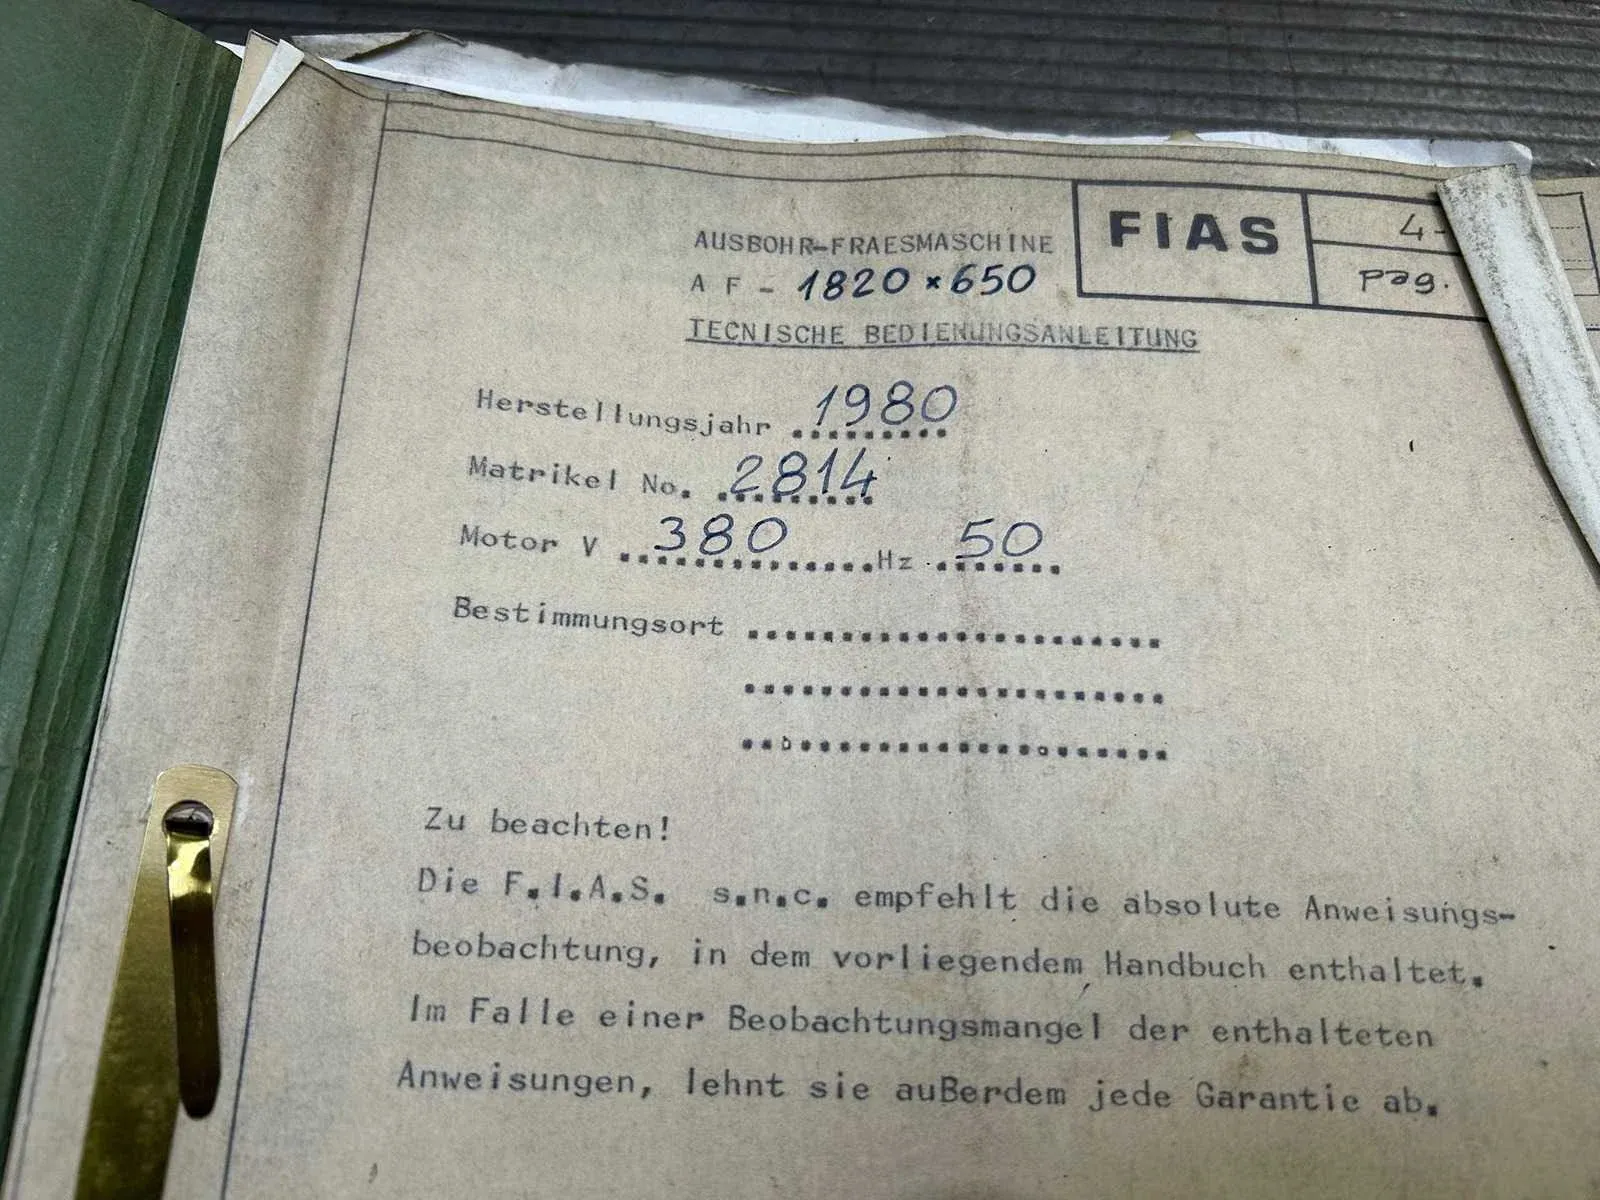 AUSBOHR-FRAESMASCHINE
AF - 1820 x 650
FIAS
4-
pag.
TECNISCHE BEDIENUNGSANLEITUNG
Herstellungsjahr 1980
Matrikel No. 2814
Motor V 380 Hz 50
Bestimmungsort
Zu beachten!
Die F.I.A.S. s.n.c. empfehlt die absolute Anweisungs-
beobachtung, in dem vorliegendem Handbuch enthaltet.
Im Falle einer Beobachtungsmangel der enthalteten
Anweisungen, lehnt sie außerdem jede Garantie ab.